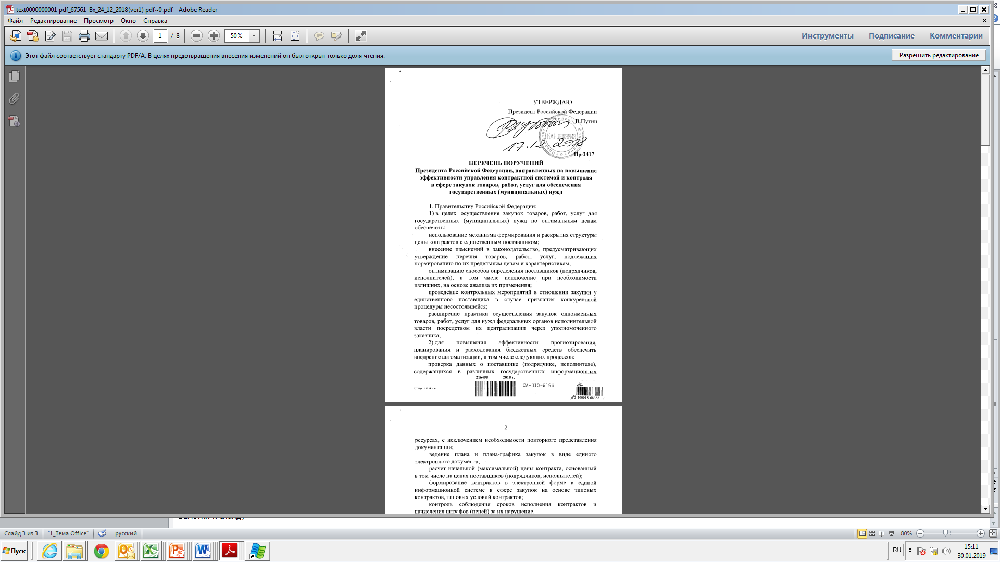 text0000000001 pdf_67561-Вх_24_12_2018(ver1) pdf~0.pdf - Adobe Reader
Файл Редактирование Просмотр Окно Справка
1 / 8 50% Инструменты Подписание Комментарии
Этот файл соответствует стандарту PDF/A. В целях предотвращения внесения изменений он был открыт только доля чтения. Разрешить редактирование
УТВЕРЖДАЮ
Президент Российской Федерации
В.Путин
КАНЦЕЛЯРИЯ
17.12.2018
Пр-2417
ПЕРЕЧЕНЬ ПОРУЧЕНИЙ
Президента Российской Федерации, направленных на повышение
эффективности управления контрактной системой и контроля
в сфере закупок товаров, работ, услуг для обеспечения
государственных (муниципальных) нужд
1. Правительству Российской Федерации:
1) в целях осуществления закупок товаров, работ, услуг для
государственных (муниципальных) нужд по оптимальным ценам
обеспечить:
использование механизма формирования и раскрытия структуры
цены контрактов с единственным поставщиком;
внесение изменений в законодательство, предусматривающих
утверждение перечня товаров, работ, услуг, подлежащих
нормированию по их предельным ценам и характеристикам;
оптимизацию способов определения поставщиков (подрядчиков,
исполнителей), в том числе исключение при необходимости
излишних, на основе анализа их применения;
проведение контрольных мероприятий в отношении закупки у
единственного поставщика в случае признания конкурентной
процедуры несостоявшейся;
расширение практики осуществления закупок одноименных
товаров, работ, услуг для нужд федеральных органов исполнительной
власти посредством их централизации через уполномоченного
заказчика;
2) для повышения эффективности прогнозирования,
планирования и расходования бюджетных средств обеспечить
внедрение автоматизации, в том числе следующих процессов:
проверка данных о поставщике (подрядчике, исполнителе),
содержащихся в различных государственных информационных
216498 2018 г.
СА-П13-9196
2 100018 68388 7
2
ресурсах, с исключением необходимости повторного представления
документации;
ведение плана и плана-графика закупок в виде единого
электронного документа;
расчет начальной (максимальной) цены контракта, основанный
в том числе на ценах поставщиков (подрядчиков, исполнителей);
формирование контрактов в электронной форме в единой
информационной системе в сфере закупок на основе типовых
контрактов, типовых условий контрактов;
контроль соблюдения сроков исполнения контрактов и
начисления штрафов (пеней) за их нарушение.
Заметки к слайду
Слайд 3 из 3 "1_Тема Office" русский 80%
Пуск RU 15:11
30.01.2019